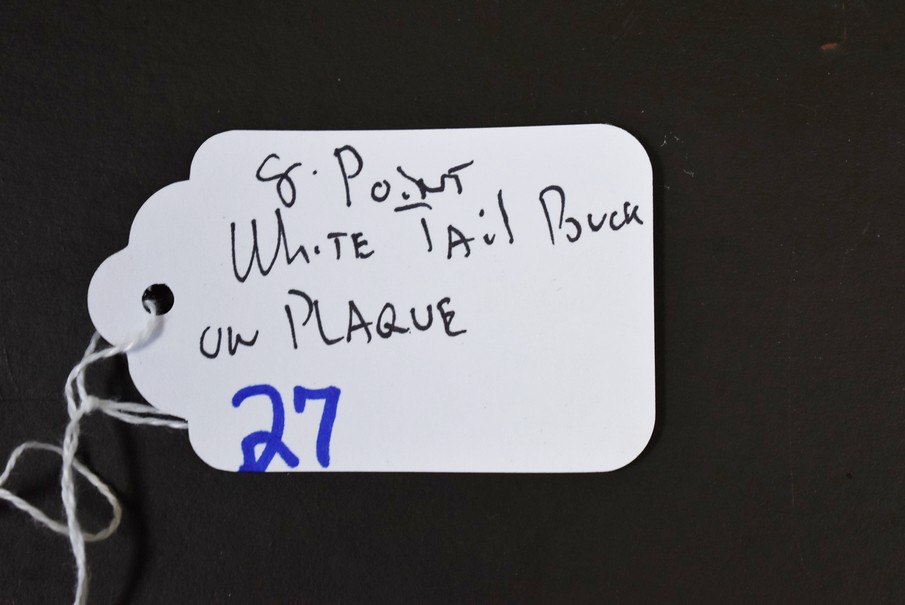 8. Point
White Tail Buck
on PLAQUE
27